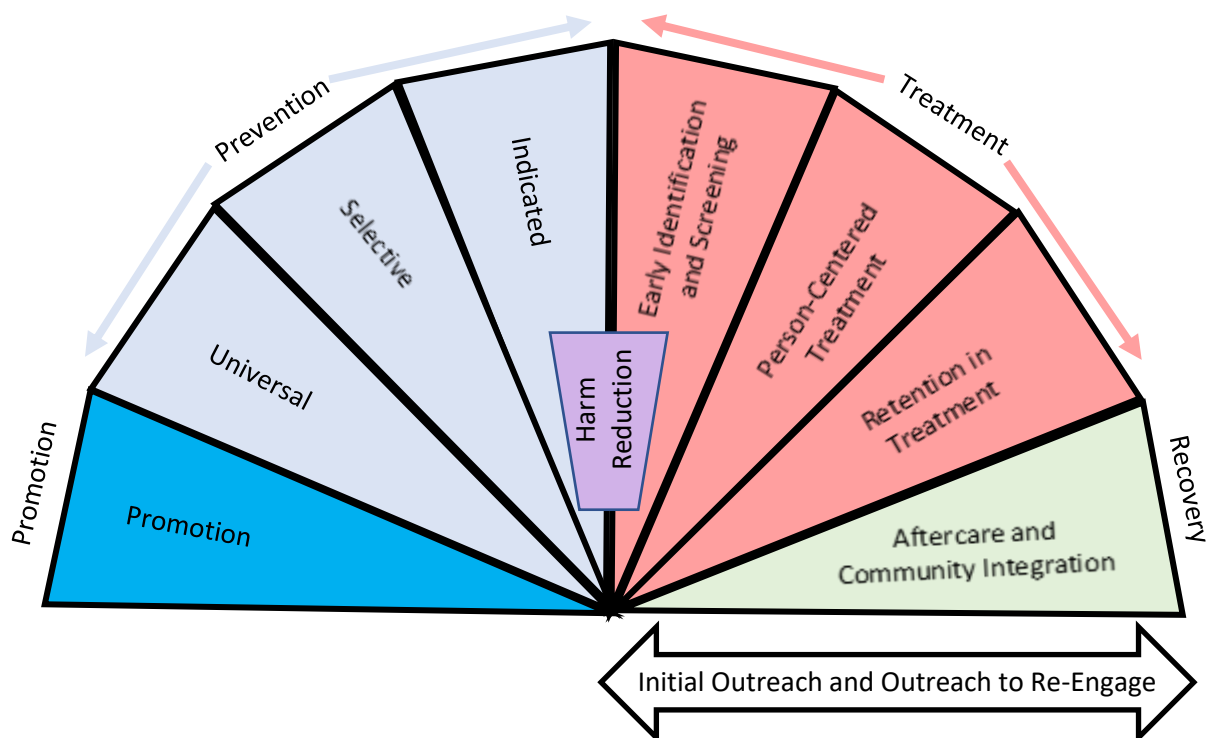 Prevention
Treatment
Promotion
Recovery
Promotion
Universal
Selective
Indicated
Harm
Reduction
Early Identification
and Screening
Person-Centered
Treatment
Retention in
Treatment
Aftercare and
Community Integration
Initial Outreach and Outreach to Re-Engage